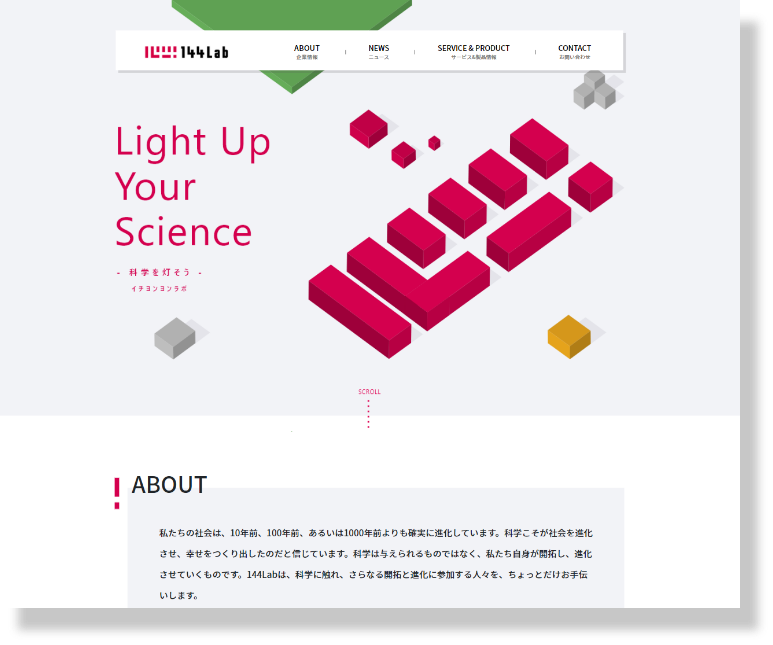 144Lab
ABOUT
企業情報
NEWS
ニュース
SERVICE & PRODUCT
サービス&製品情報
CONTACT
お問い合わせ
Light Up
Your
Science
- 科学を灯そう -
イチヨンヨンラボ
SCROLL
ABOUT
私たちの社会は、10年前、100年前、あるいは1000年前よりも確実に進化しています。科学こそが社会を進化
させ、幸せをつくり出したのだと信じています。科学は与えられるものではなく、私たち自身が開拓し、進化
させていくものです。144Labは、科学に触れ、さらなる開拓と進化に参加する人々を、ちょっとだけお手伝
いします。